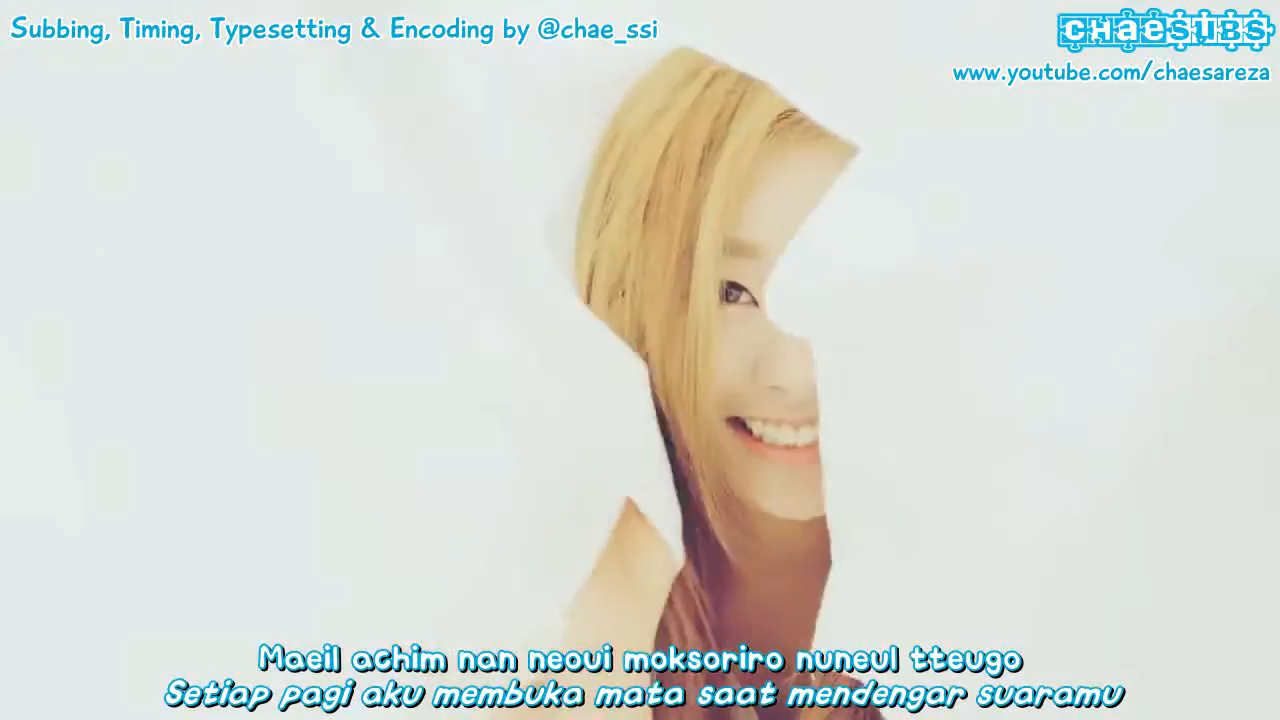 Subbing, Timing, Typesetting & Encoding by @chae_ssi
CHAESUBS
www.youtube.com/chaesareza
Maeil achim nan neoui moksoriro nuneul tteugo
Setiap pagi aku membuka mata saat mendengar suaramu